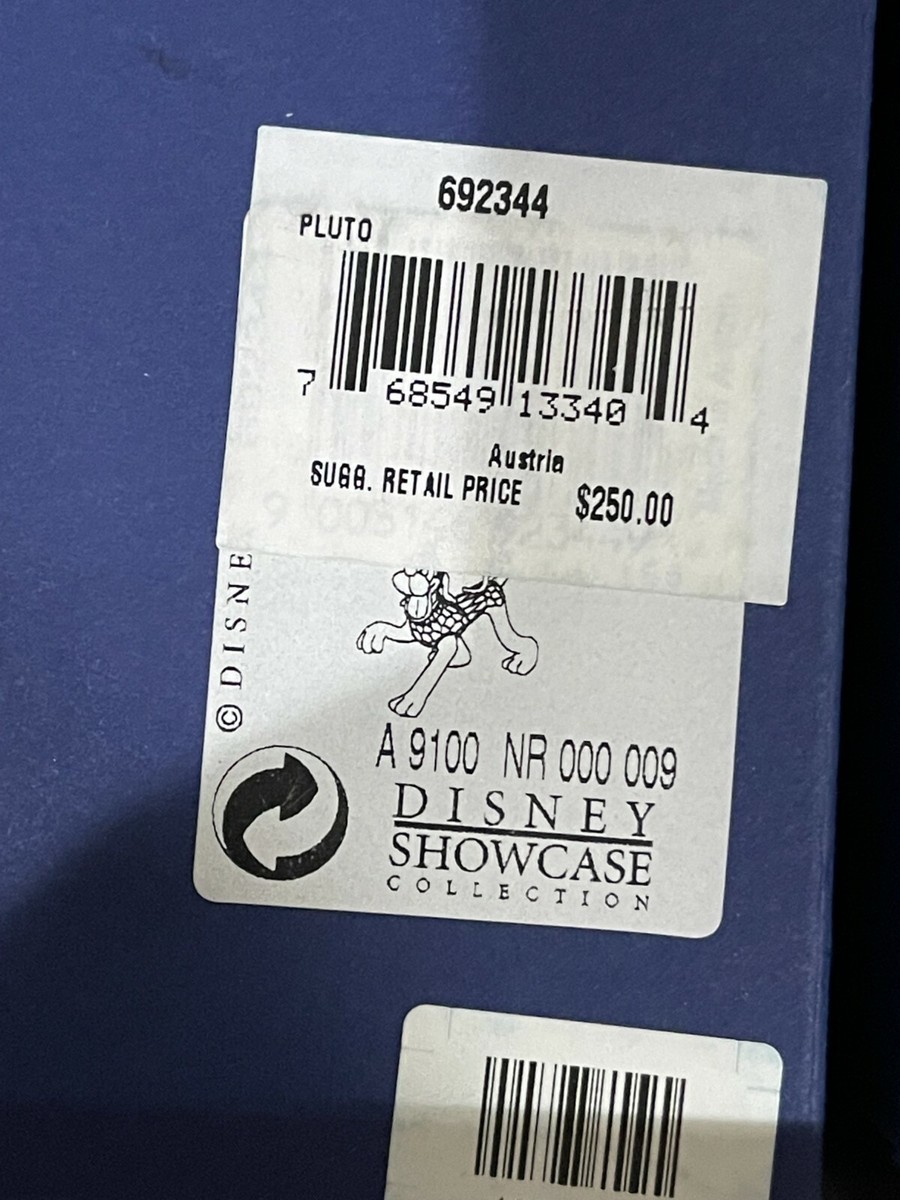 692344
PLUTO
7 68549 13340 4
Austria
SUGG. RETAIL PRICE $250.00
© DISNE
A 9100 NR 000 009
DISNEY
SHOWCASE
COLLECTION